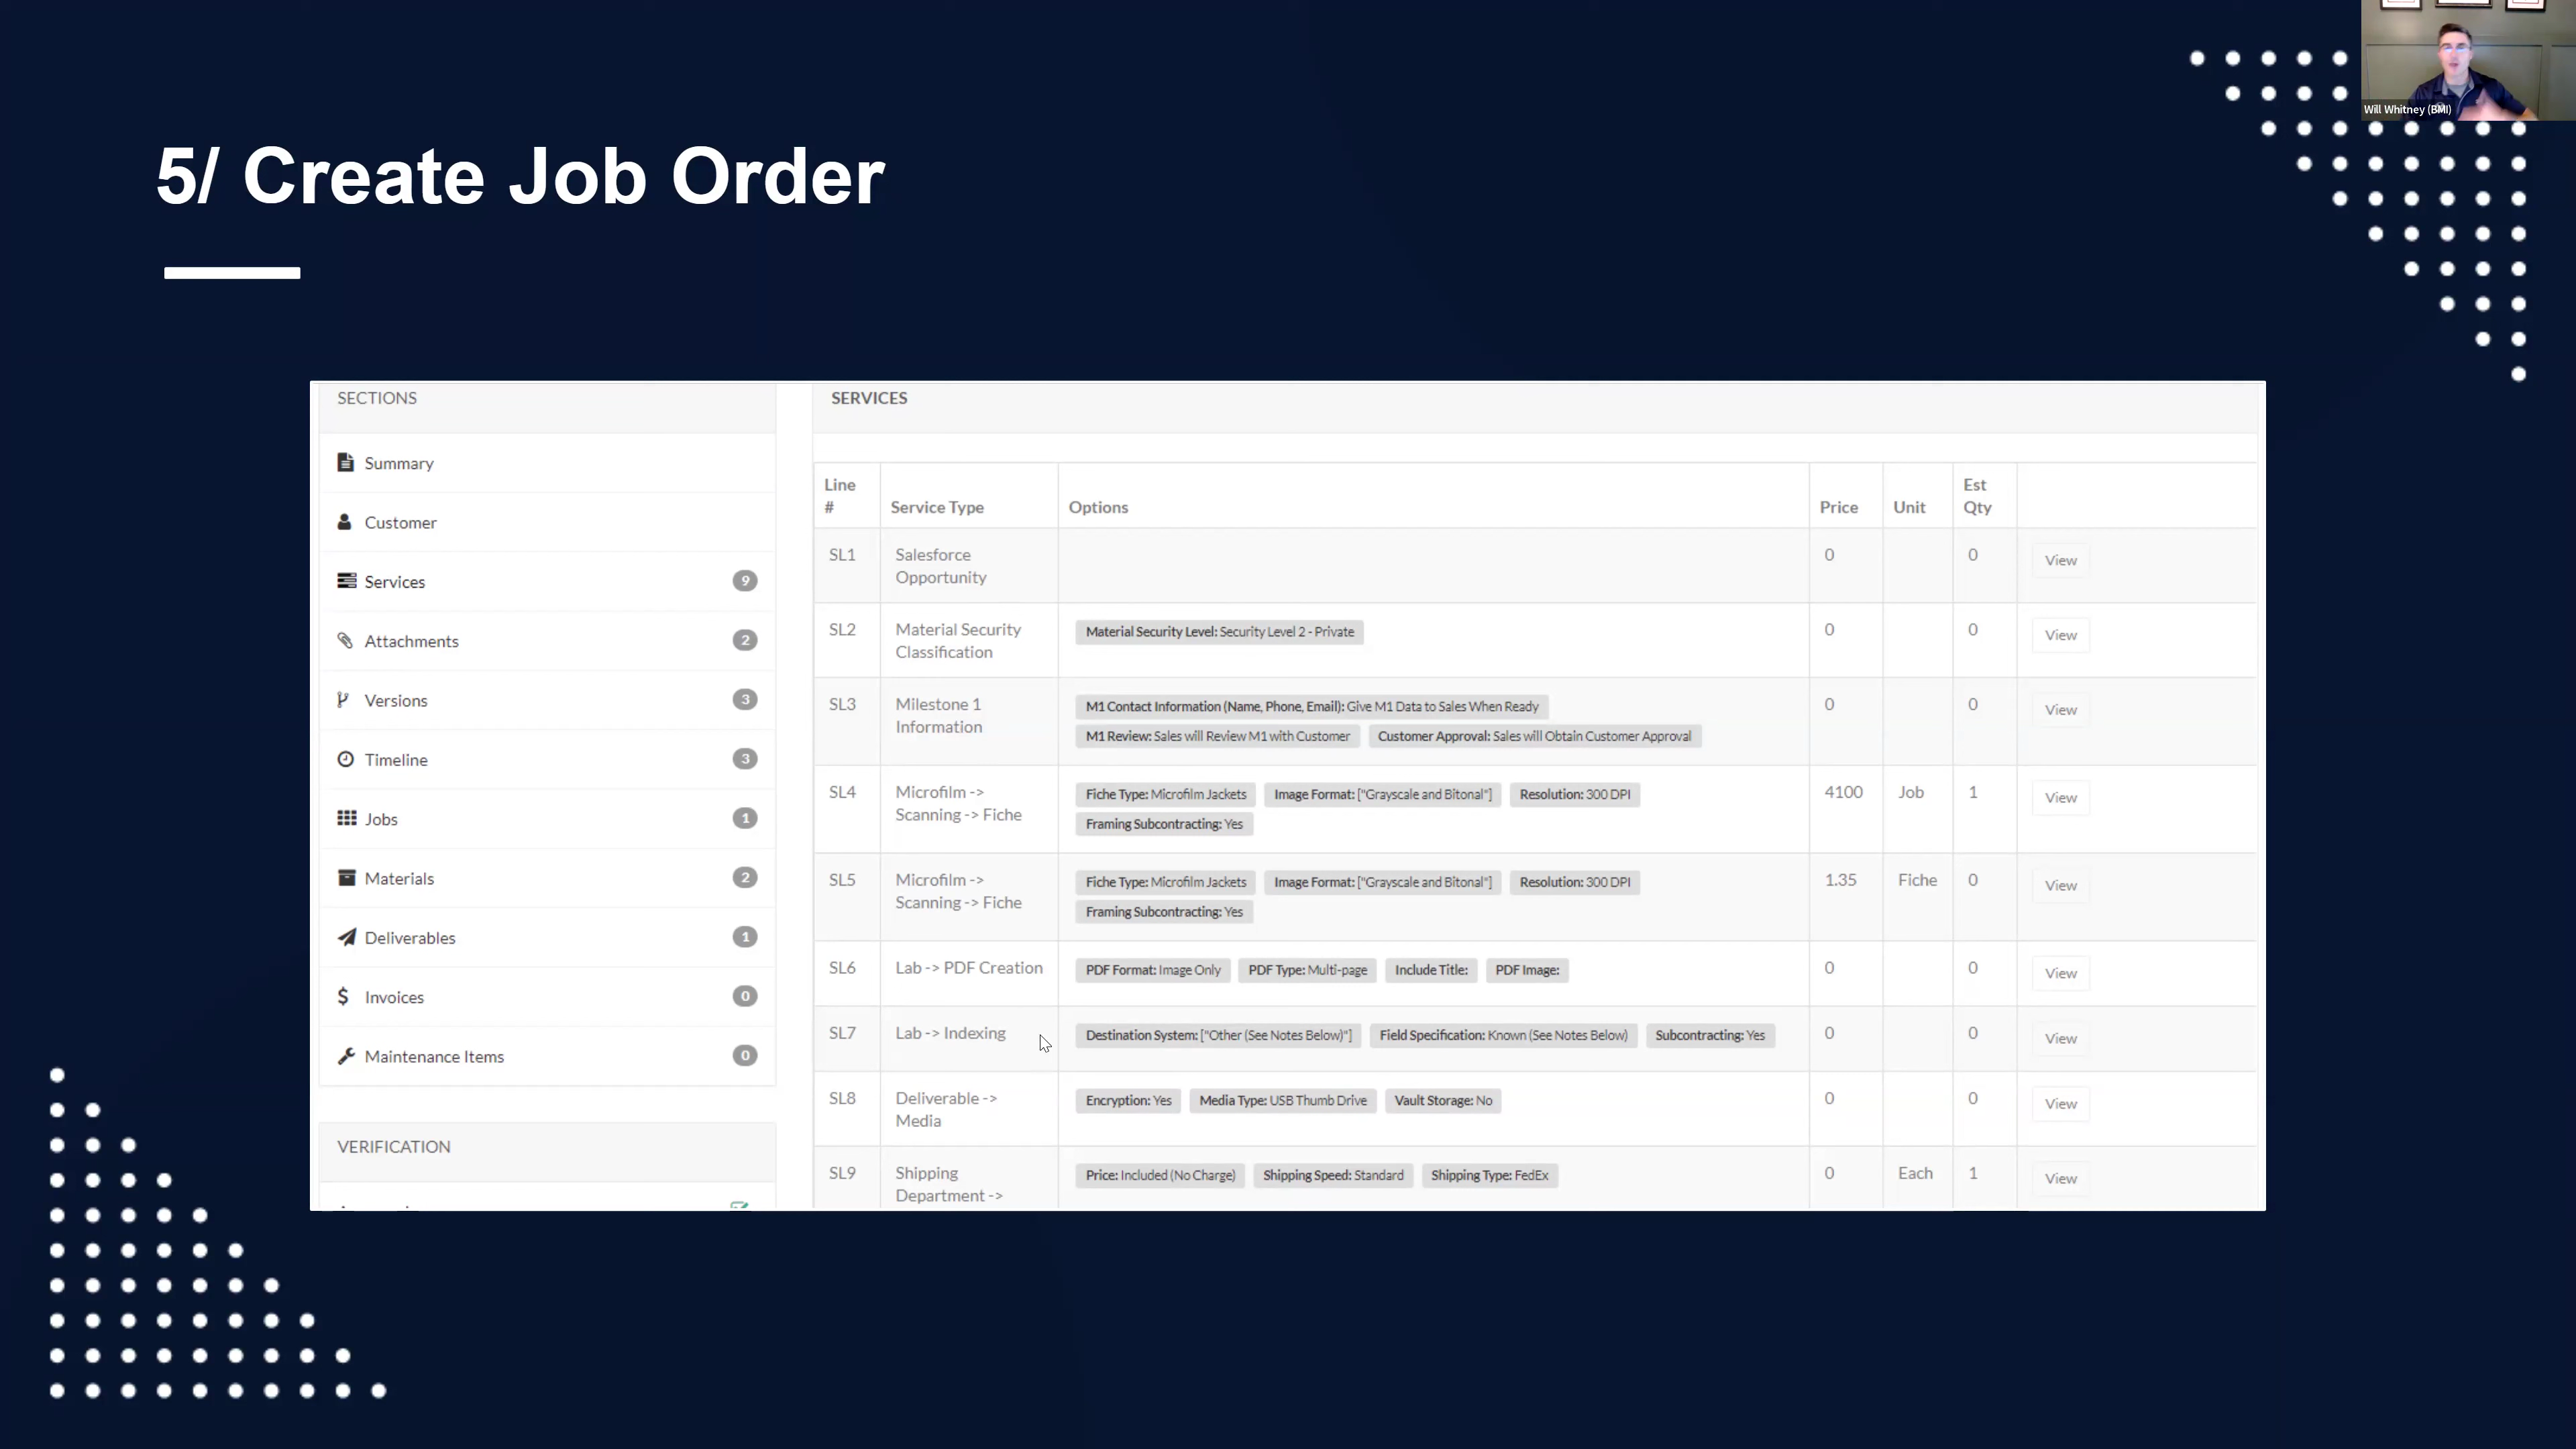 Will Whitney (BMI)
5/ Create Job Order
SECTIONS
Summary
Customer
Services 9
Attachments 2
Versions 3
Timeline 3
Jobs 1
Materials 2
Deliverables 1
Invoices 0
Maintenance Items 0
VERIFICATION
SERVICES
Line # Service Type Options Price Unit Est Qty
SL1 Salesforce Opportunity 0 0 View
SL2 Material Security Classification Material Security Level: Security Level 2 - Private 0 0 View
SL3 Milestone 1 Information M1 Contact Information (Name, Phone, Email): Give M1 Data to Sales When Ready 0 0 View
M1 Review: Sales will Review M1 with Customer Customer Approval: Sales will Obtain Customer Approval
SL4 Microfilm -> Scanning -> Fiche Fiche Type: Microfilm Jackets Image Format: ["Grayscale and Bitonal"] Resolution: 300 DPI 4100 Job 1 View
Framing Subcontracting: Yes
SL5 Microfilm -> Scanning -> Fiche Fiche Type: Microfilm Jackets Image Format: ["Grayscale and Bitonal"] Resolution: 300 DPI 1.35 Fiche 0 View
Framing Subcontracting: Yes
SL6 Lab -> PDF Creation PDF Format: Image Only PDF Type: Multi-page Include Title: PDF Image: 0 0 View
SL7 Lab -> Indexing Destination System: ["Other (See Notes Below)"] Field Specification: Known (See Notes Below) Subcontracting: Yes 0 0 View
SL8 Deliverable -> Media Encryption: Yes Media Type: USB Thumb Drive Vault Storage: No 0 0 View
SL9 Shipping Department -> Price: Included (No Charge) Shipping Speed: Standard Shipping Type: FedEx 0 Each 1 View